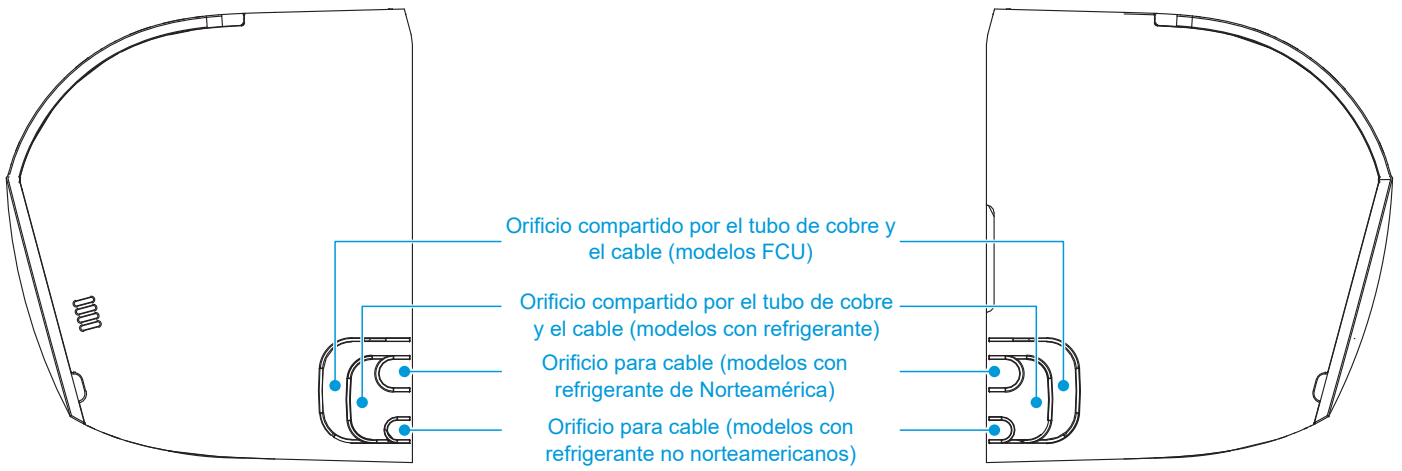 Orificio compartido por el tubo de cobre y
el cable (modelos FCU)
Orificio compartido por el tubo de cobre
y el cable (modelos con refrigerante)
Orificio para cable (modelos con
refrigerante de Norteamérica)
Orificio para cable (modelos con
refrigerante no norteamericanos)